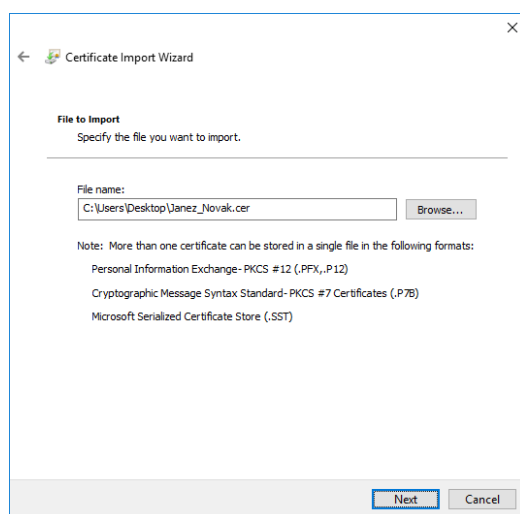 Certificate Import Wizard
File to Import
Specify the file you want to import.
File name:
C:\Users\Desktop\Janez_Novak.cer
Browse...
Note: More than one certificate can be stored in a single file in the following formats:
Personal Information Exchange- PKCS #12 (.PFX,.P12)
Cryptographic Message Syntax Standard- PKCS #7 Certificates (.P7B)
Microsoft Serialized Certificate Store (.SST)
Next
Cancel